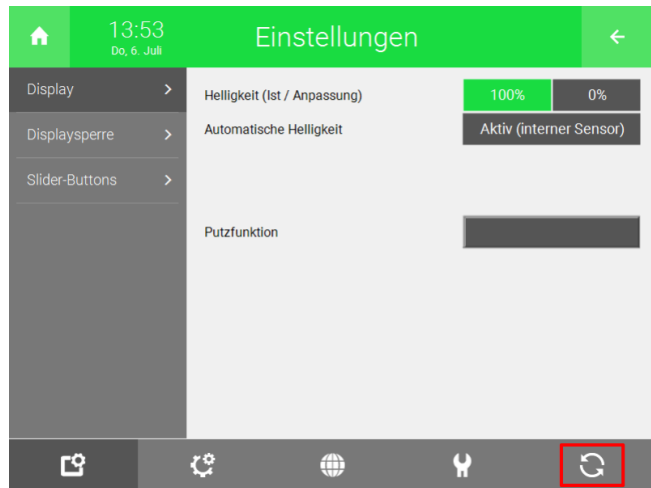 13:53
Do, 6. Juli
Einstellungen
Display
Displaysperre
Slider-Buttons
Helligkeit (Ist / Anpassung)
100%
0%
Automatische Helligkeit
Aktiv (interner Sensor)
Putzfunktion